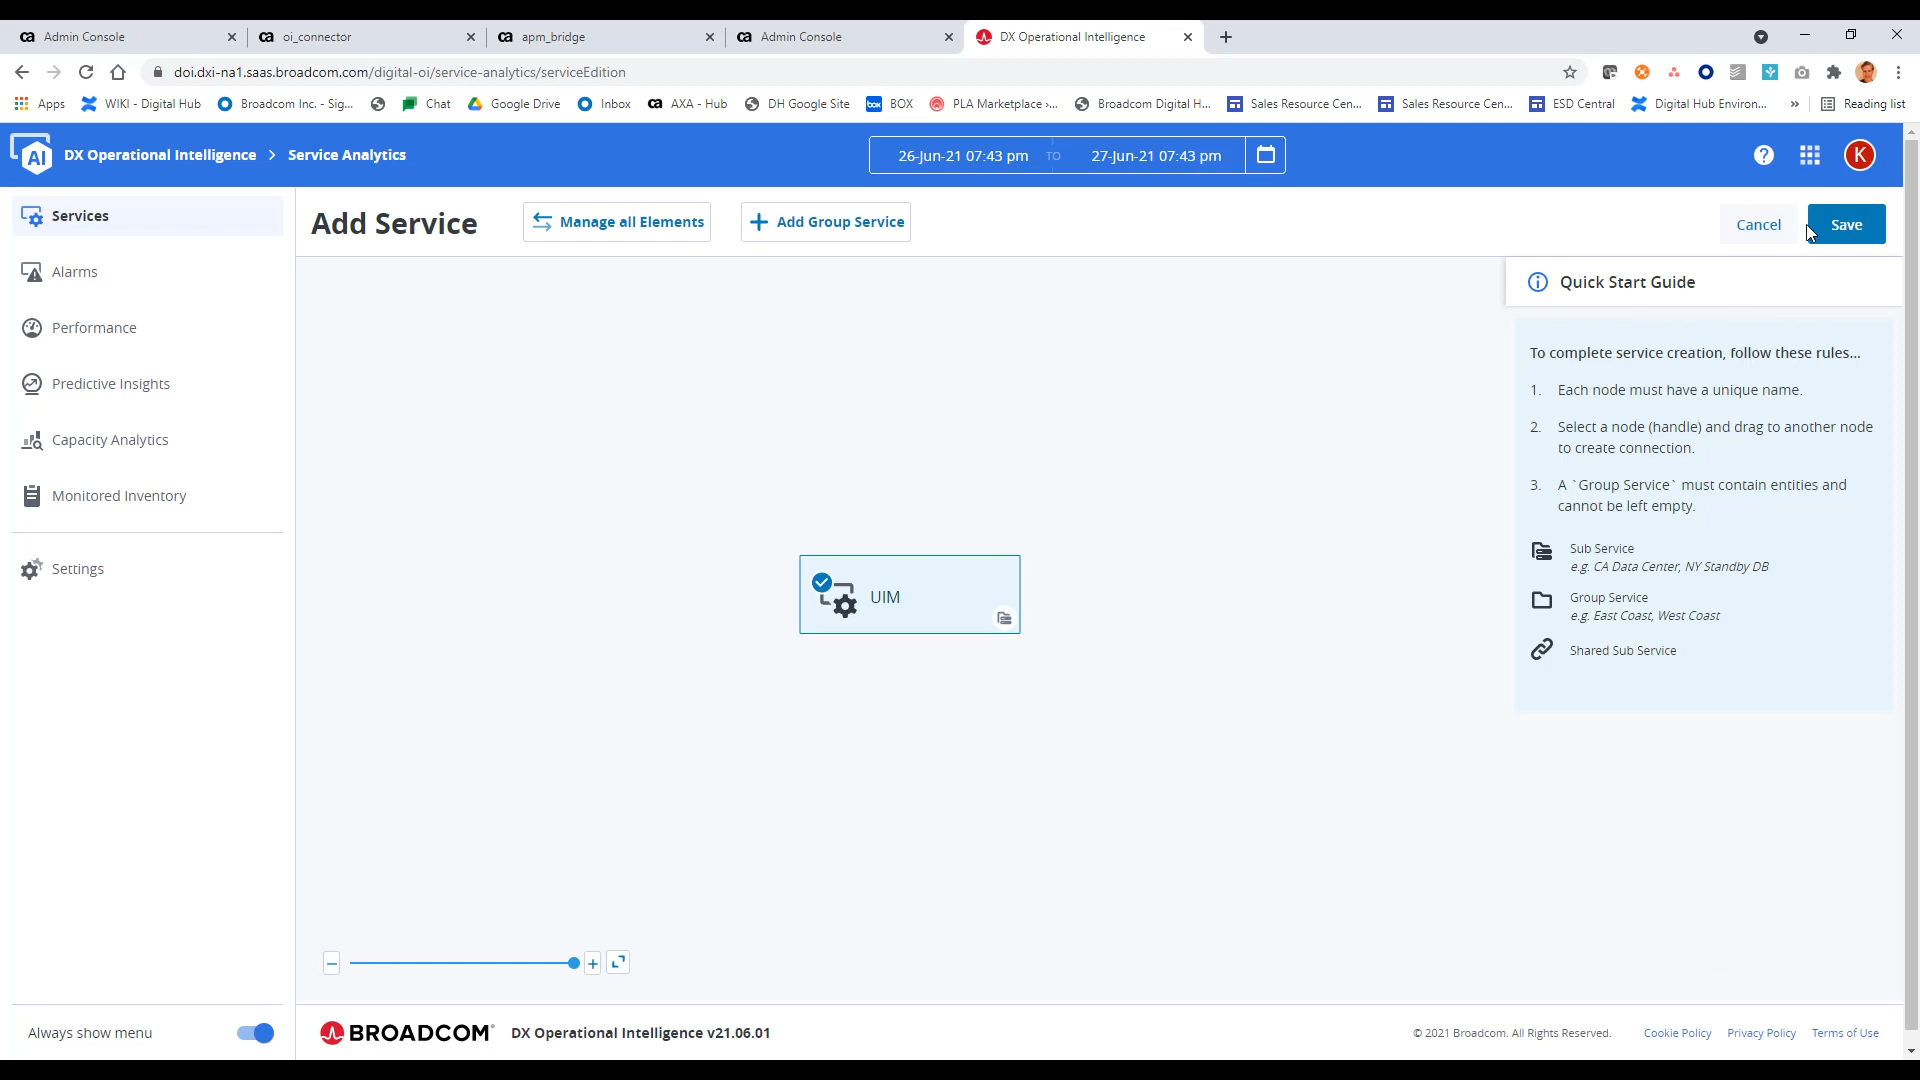 Admin Console
oi_connector
apm_bridge
Admin Console
DX Operational Intelligence
doi.dxi-na1.saas.broadcom.com/digital-oi/service-analytics/serviceEdition
Apps
WIKI - Digital Hub
Broadcom Inc. - Sig...
Chat
Google Drive
Inbox
AXA - Hub
DH Google Site
BOX
PLA Marketplace >...
Broadcom Digital H...
Sales Resource Cen...
Sales Resource Cen...
ESD Central
Digital Hub Environ...
»
Reading list
AI
DX Operational Intelligence > Service Analytics
26-Jun-21 07:43 pm TO 27-Jun-21 07:43 pm
K
Services
Alarms
Performance
Predictive Insights
Capacity Analytics
Monitored Inventory
Settings
Always show menu
Add Service
Manage all Elements
Add Group Service
Cancel
Save
Quick Start Guide
To complete service creation, follow these rules...
1. Each node must have a unique name.
2. Select a node (handle) and drag to another node
to create connection.
3. A `Group Service` must contain entities and
cannot be left empty.
Sub Service
e.g. CA Data Center, NY Standby DB
Group Service
e.g. East Coast, West Coast
Shared Sub Service
UIM
BROADCOM
DX Operational Intelligence v21.06.01
© 2021 Broadcom. All Rights Reserved.
Cookie Policy
Privacy Policy
Terms of Use